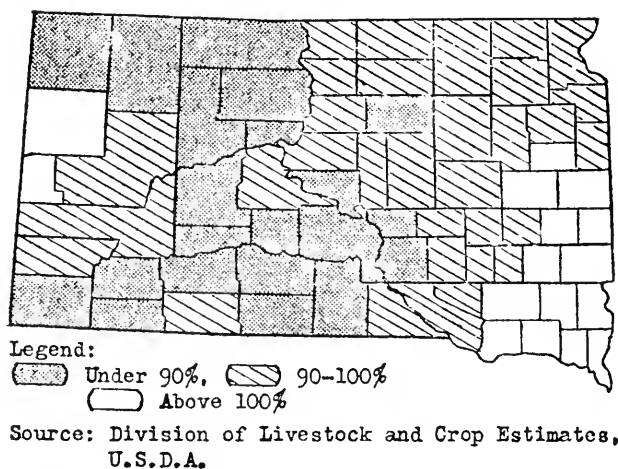 Legend:
Under 90%, 90-100%
Above 100%
Source: Division of Livestock and Crop Estimates,
U.S.D.A.